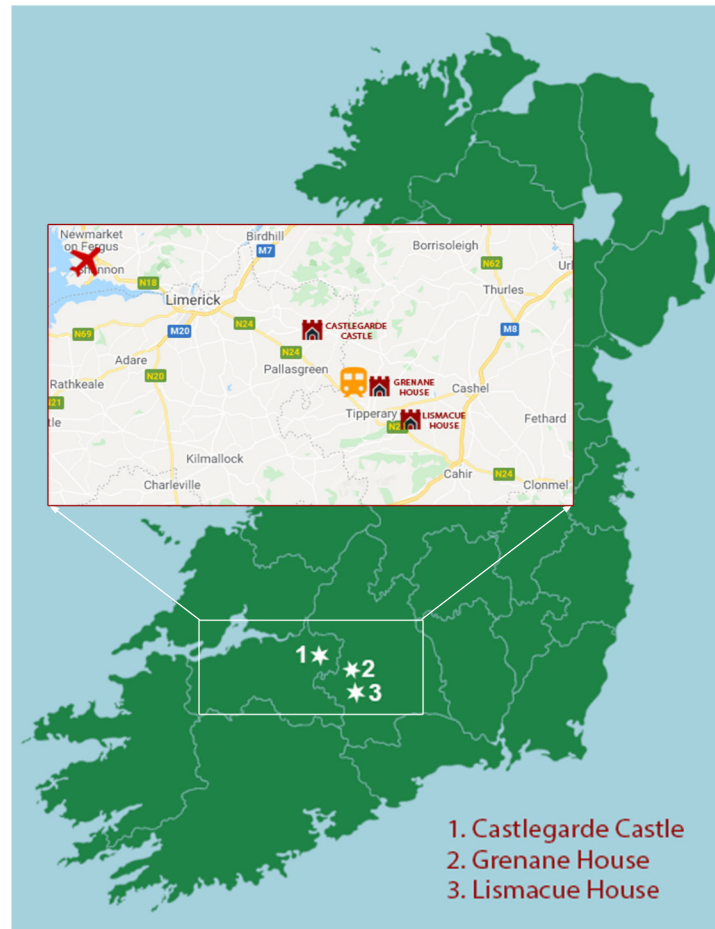 Newmarket
on Fergus
Shannon
Birdhill
M7
Borrisoleigh
N62
Url
N18
Thurles
Limerick
N24
CASTLEGARDE
CASTLE
M20
M8
N69
N24
Adare
Pallasgreen
N20
Rathkeale
GRENANE
HOUSE
Cashel
N21
Tipperary
LISMACUE
HOUSE
tle
Fethard
N2
Kilmallock
Cahir
N24
Charleville
Clonmel
1
2
3
1. Castlegarde Castle
2. Grenane House
3. Lismacue House